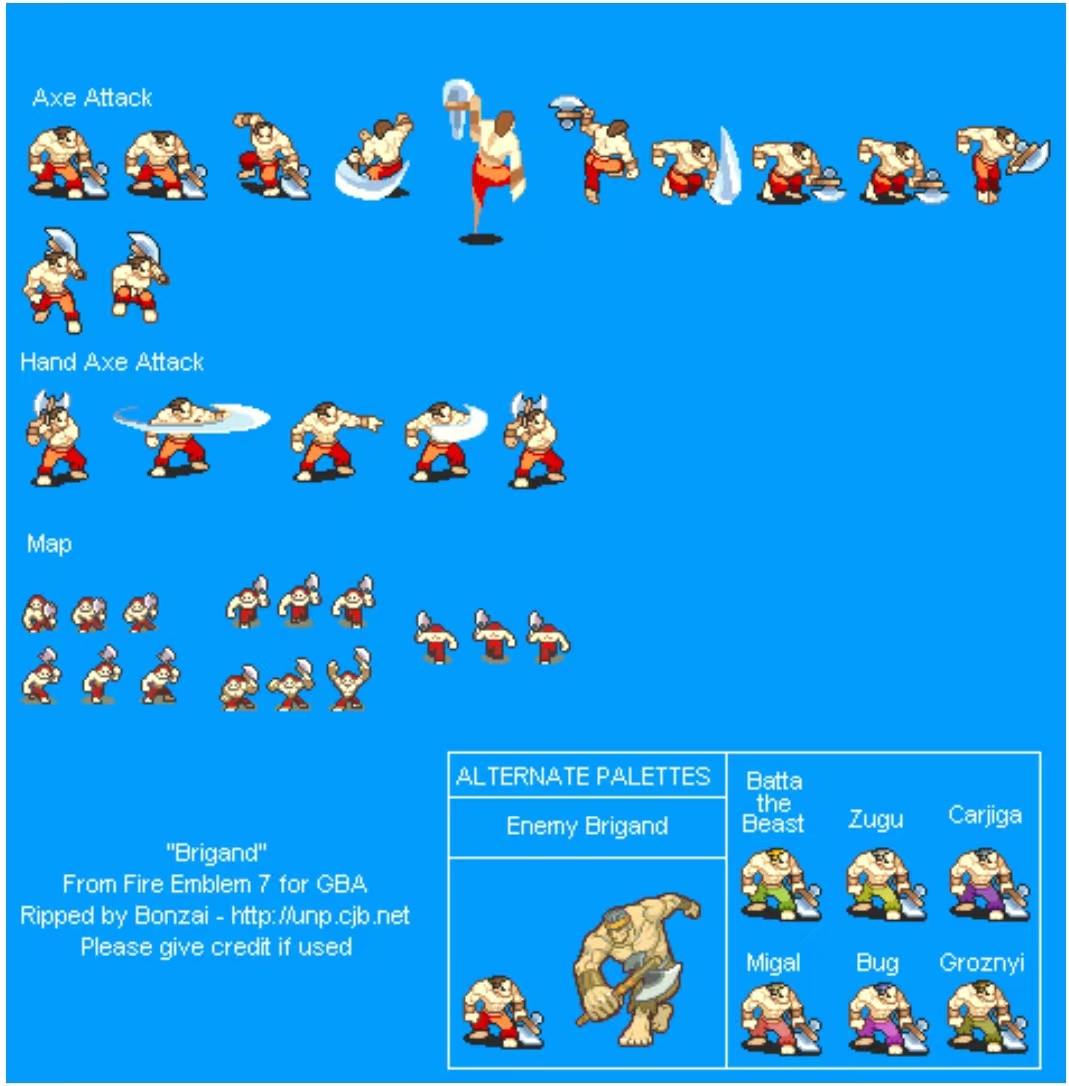 Axe Attack
Hand Axe Attack
Map
ALTERNATE PALETTES
Enemy Brigand
Batta
the
Beast
Zugu
Carjiga
Migal
Bug
Groznyi
"Brigand"
From Fire Emblem 7 for GBA
Ripped by Bonzai - http://unp.cjb.net
Please give credit if used